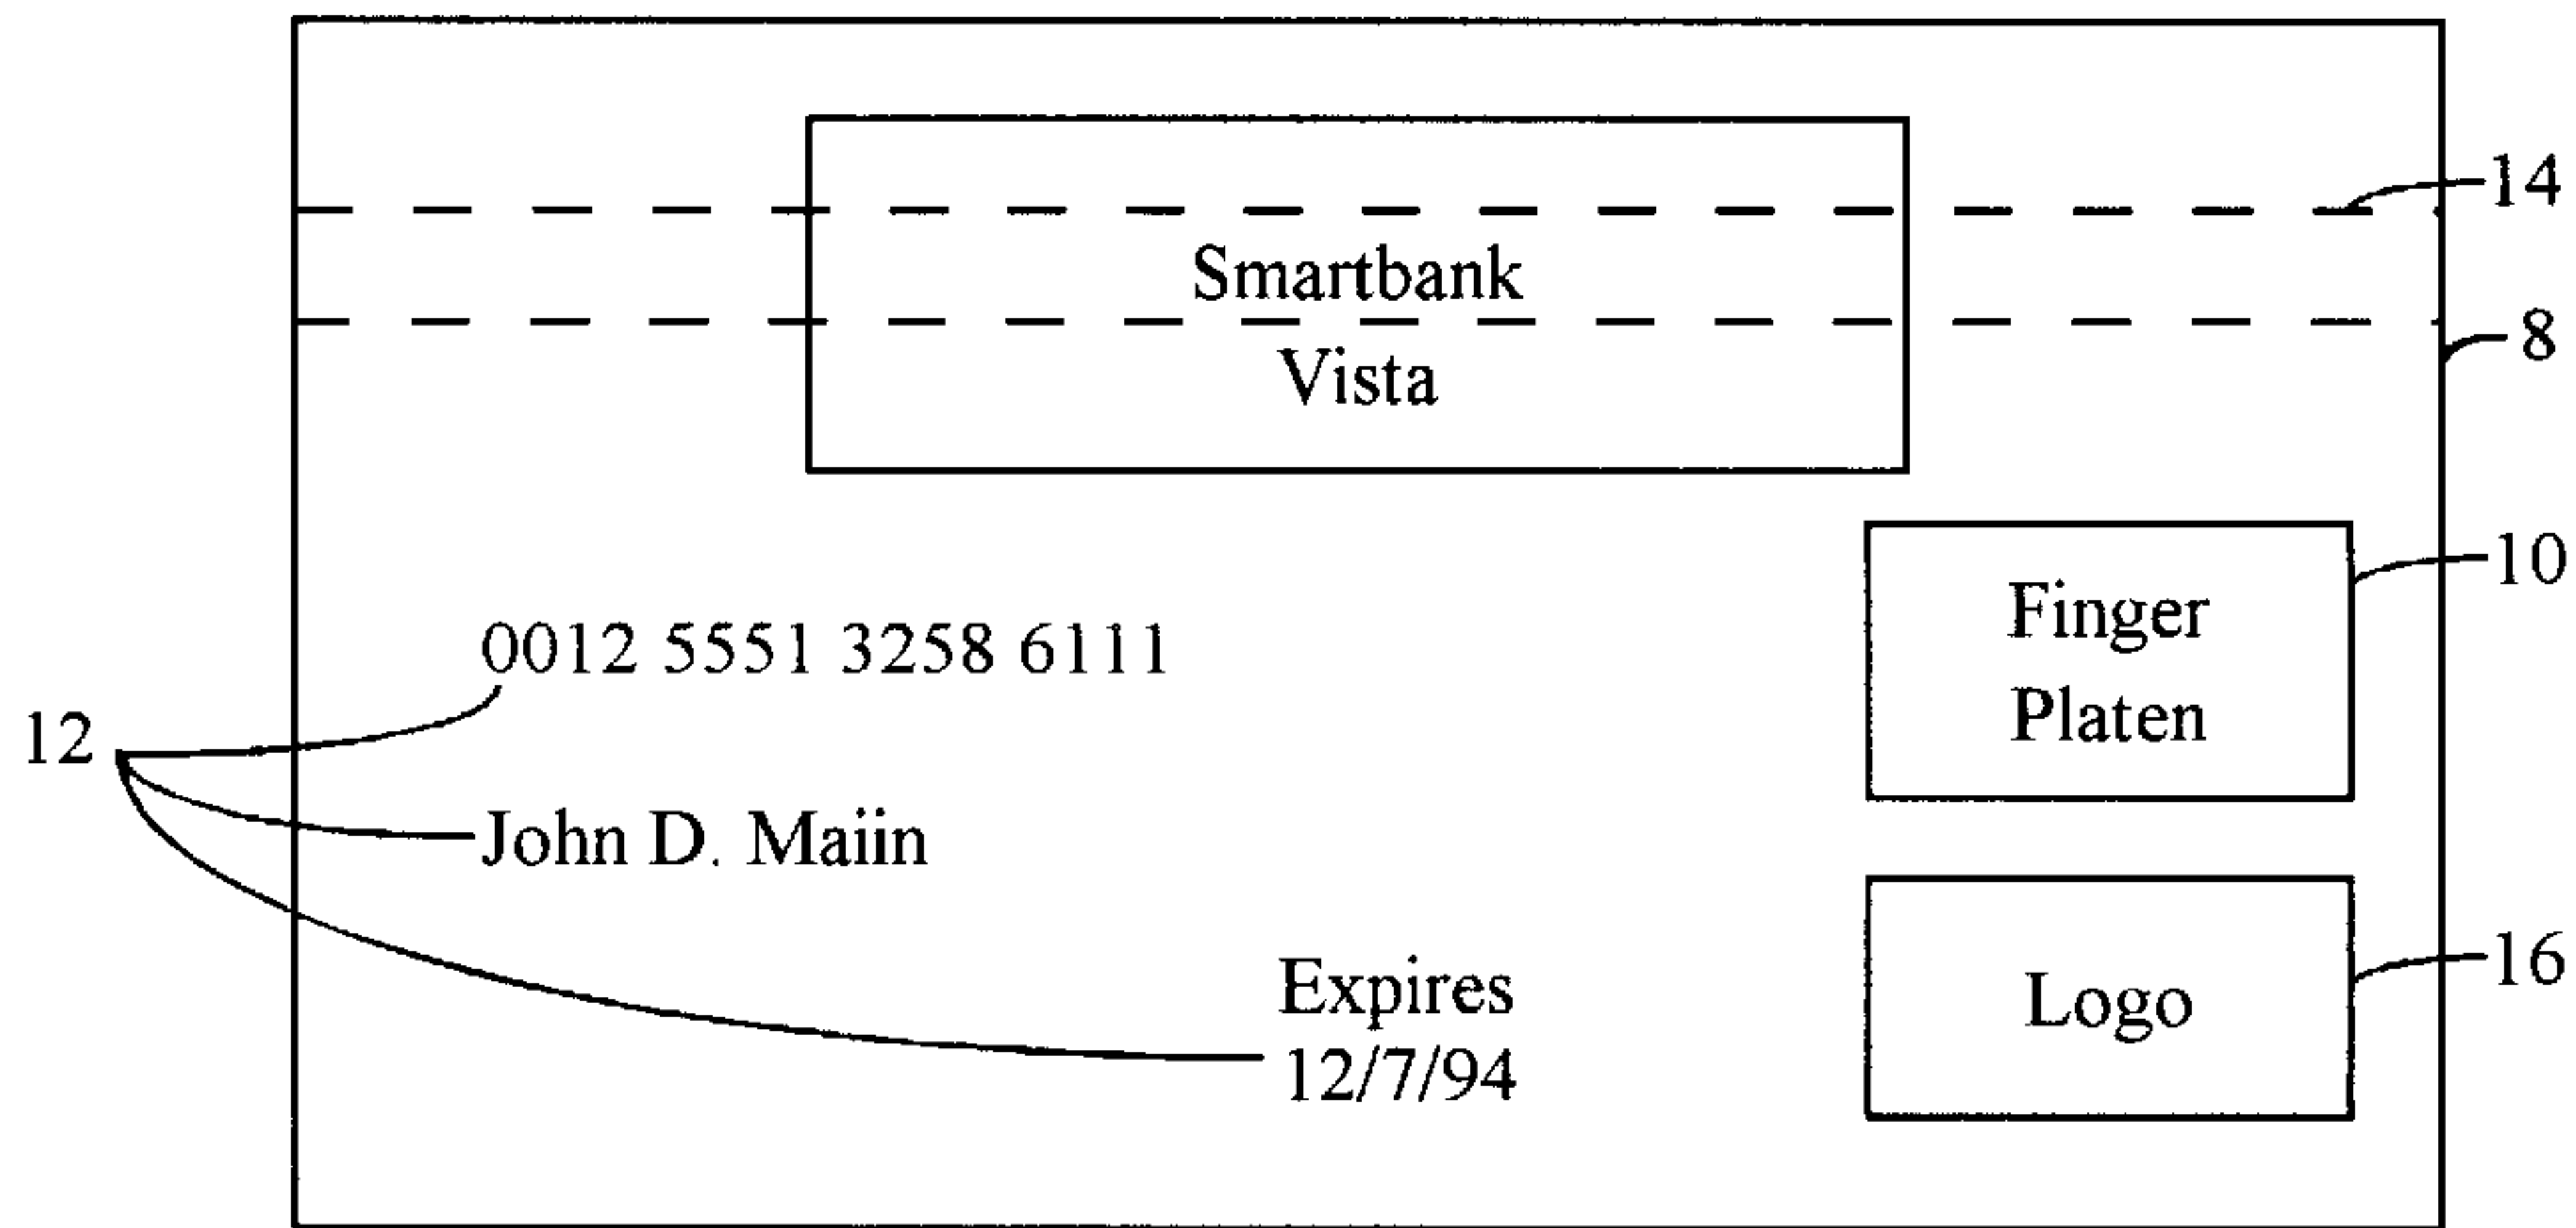 14
Smartbank
8
Vista
10
Finger
Platen
0012 5551 3258 6111
12
John D. Maiin
16
Expires
Logo
12/7/94